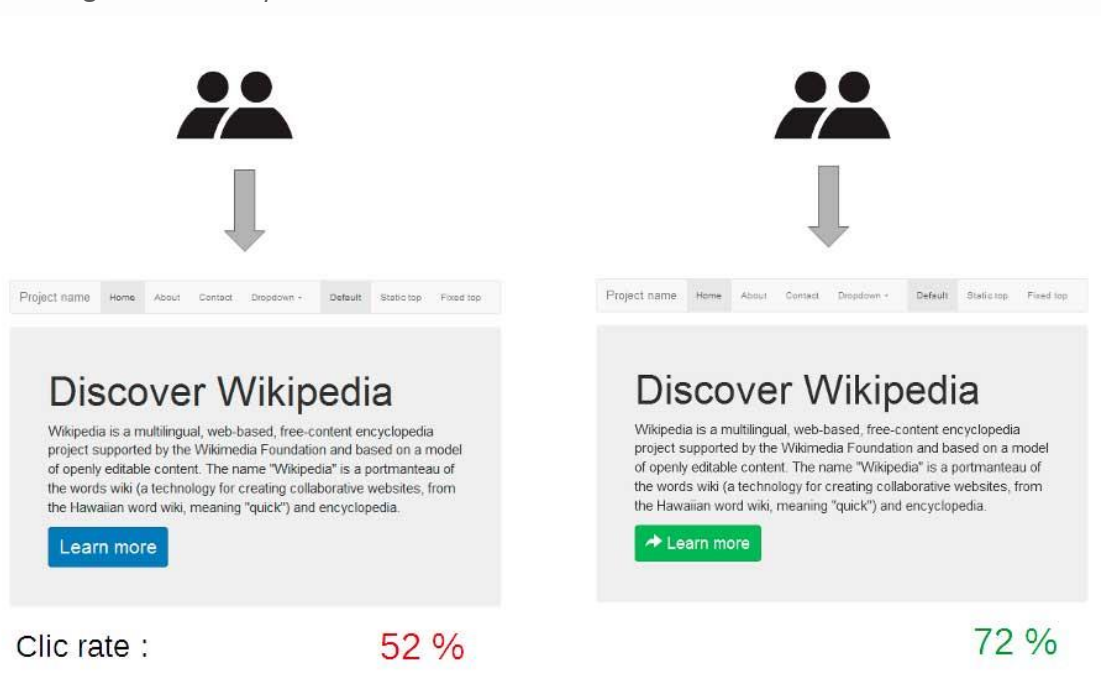 Project name Home About Contact Dropdown Default Static top Fixed top
Discover Wikipedia
Wikipedia is a multilingual, web-based, free-content encyclopedia
project supported by the Wikimedia Foundation and based on a model
of openly editable content. The name "Wikipedia" is a portmanteau of
the words wiki (a technology for creating collaborative websites, from
the Hawaiian word wiki, meaning "quick") and encyclopedia.
Learn more
Clic rate : 52 %
Project name Home About Contact Dropdown Default Static top Fixed top
Discover Wikipedia
Wikipedia is a multilingual, web-based, free-content encyclopedia
project supported by the Wikimedia Foundation and based on a model
of openly editable content. The name "Wikipedia" is a portmanteau of
the words wiki (a technology for creating collaborative websites, from
the Hawaiian word wiki, meaning "quick") and encyclopedia.
Learn more
72 %